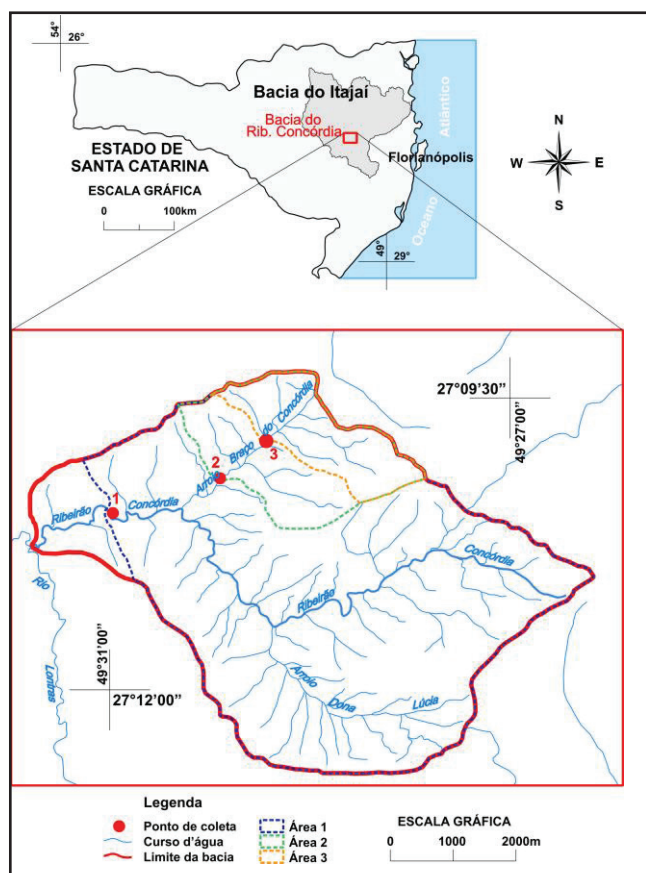 54°
26°
Bacia do Itajaí
Bacia do
Rib. Concórdia
Atlântico
Florianópolis
ESTADO DE
SANTA CATARINA
ESCALA GRÁFICA
0 100km
Oceano
49°
29°
N
W E
S
27°09'30”
49°27'00”
Arroio Braço do Concórdia
3
2
1
Ribeirão Concórdia
Concórdia
Ribeirão
Rio
Lontras
49°31'00”
27°12'00”
Arroio Dona Lúcia
Legenda
Ponto de coleta
Curso d'água
Limite da bacia
Área 1
Área 2
Área 3
ESCALA GRÁFICA
0 1000 2000m